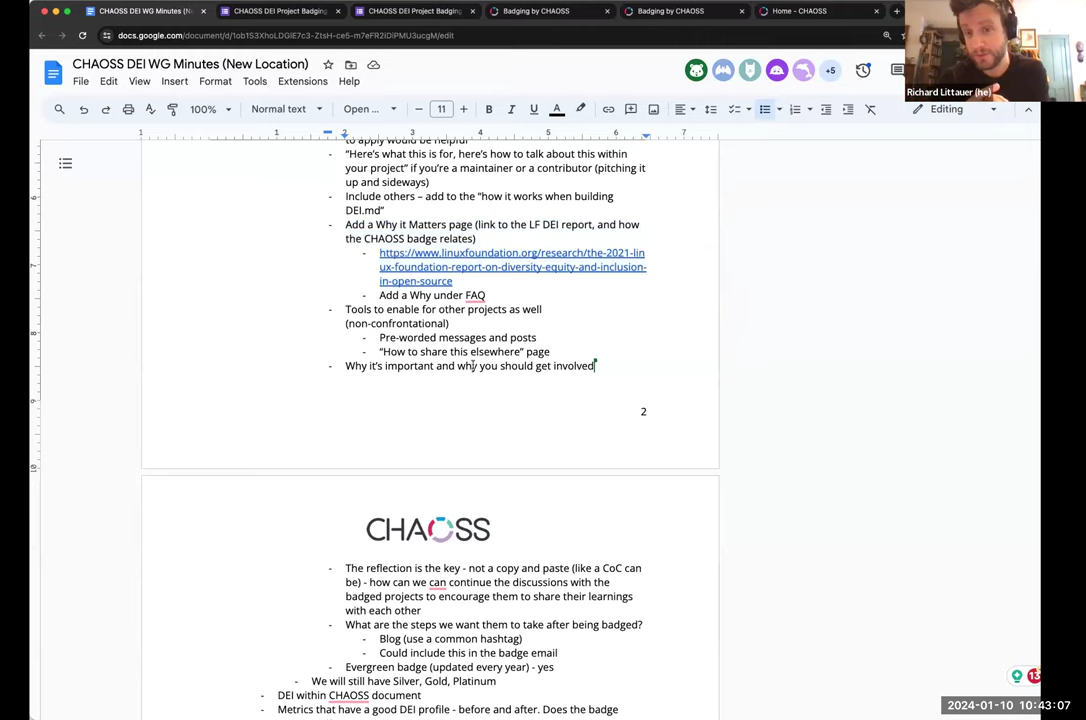 CHAOSS DEI WG Minutes (N
CHAOSS DEI Project Badging
CHAOSS DEI Project Badging
Badging by CHAOSS
Badging by CHAOSS
Home - CHAOSS
docs.google.com/document/d/1ob1S3XhoLDGlE7c3-ZtsH-ce5-m7eFR2iDiPMU3ucgM/edit
CHAOSS DEI WG Minutes (New Location)
File Edit View Insert Format Tools Extensions Help
+5
100% Normal text Open ... 11 B I U A Editing
Richard Littauer (he)
1 1 2 3 4 5 6 7
to apply would be helpful
- "Here's what this is for, here's how to talk about this within
your project" if you're a maintainer or a contributor (pitching it
up and sideways)
- Include others – add to the "how it works when building
DEI.md"
- Add a Why it Matters page (link to the LF DEI report, and how
the CHAOSS badge relates)
- https://www.linuxfoundation.org/research/the-2021-lin
ux-foundation-report-on-diversity-equity-and-inclusion-
in-open-source
- Add a Why under FAQ
- Tools to enable for other projects as well
(non-confrontational)
- Pre-worded messages and posts
- "How to share this elsewhere" page
- Why it's important and why you should get involved
2
CHAOSS
- The reflection is the key - not a copy and paste (like a CoC can
be) - how can we can continue the discussions with the
badged projects to encourage them to share their learnings
with each other
- What are the steps we want them to take after being badged?
- Blog (use a common hashtag)
- Could include this in the badge email
- Evergreen badge (updated every year) - yes
- We will still have Silver, Gold, Platinum
- DEI within CHAOSS document
- Metrics that have a good DEI profile - before and after. Does the badge
13
2024-01-10 10:43:07